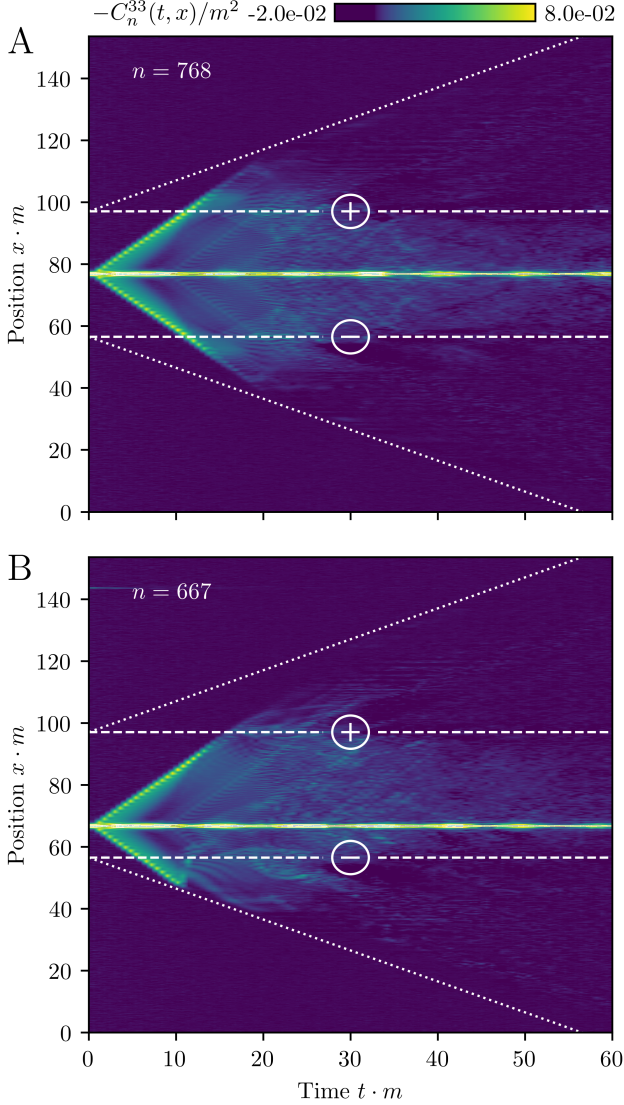 −C_n^{33}(t, x)/m^2 -2.0e-02 8.0e-02
A
n = 768
140
120
100
80
60
40
20
0
Position x · m
+
−
B
n = 667
140
120
100
80
60
40
20
0
Position x · m
+
−
0 10 20 30 40 50 60
Time t · m